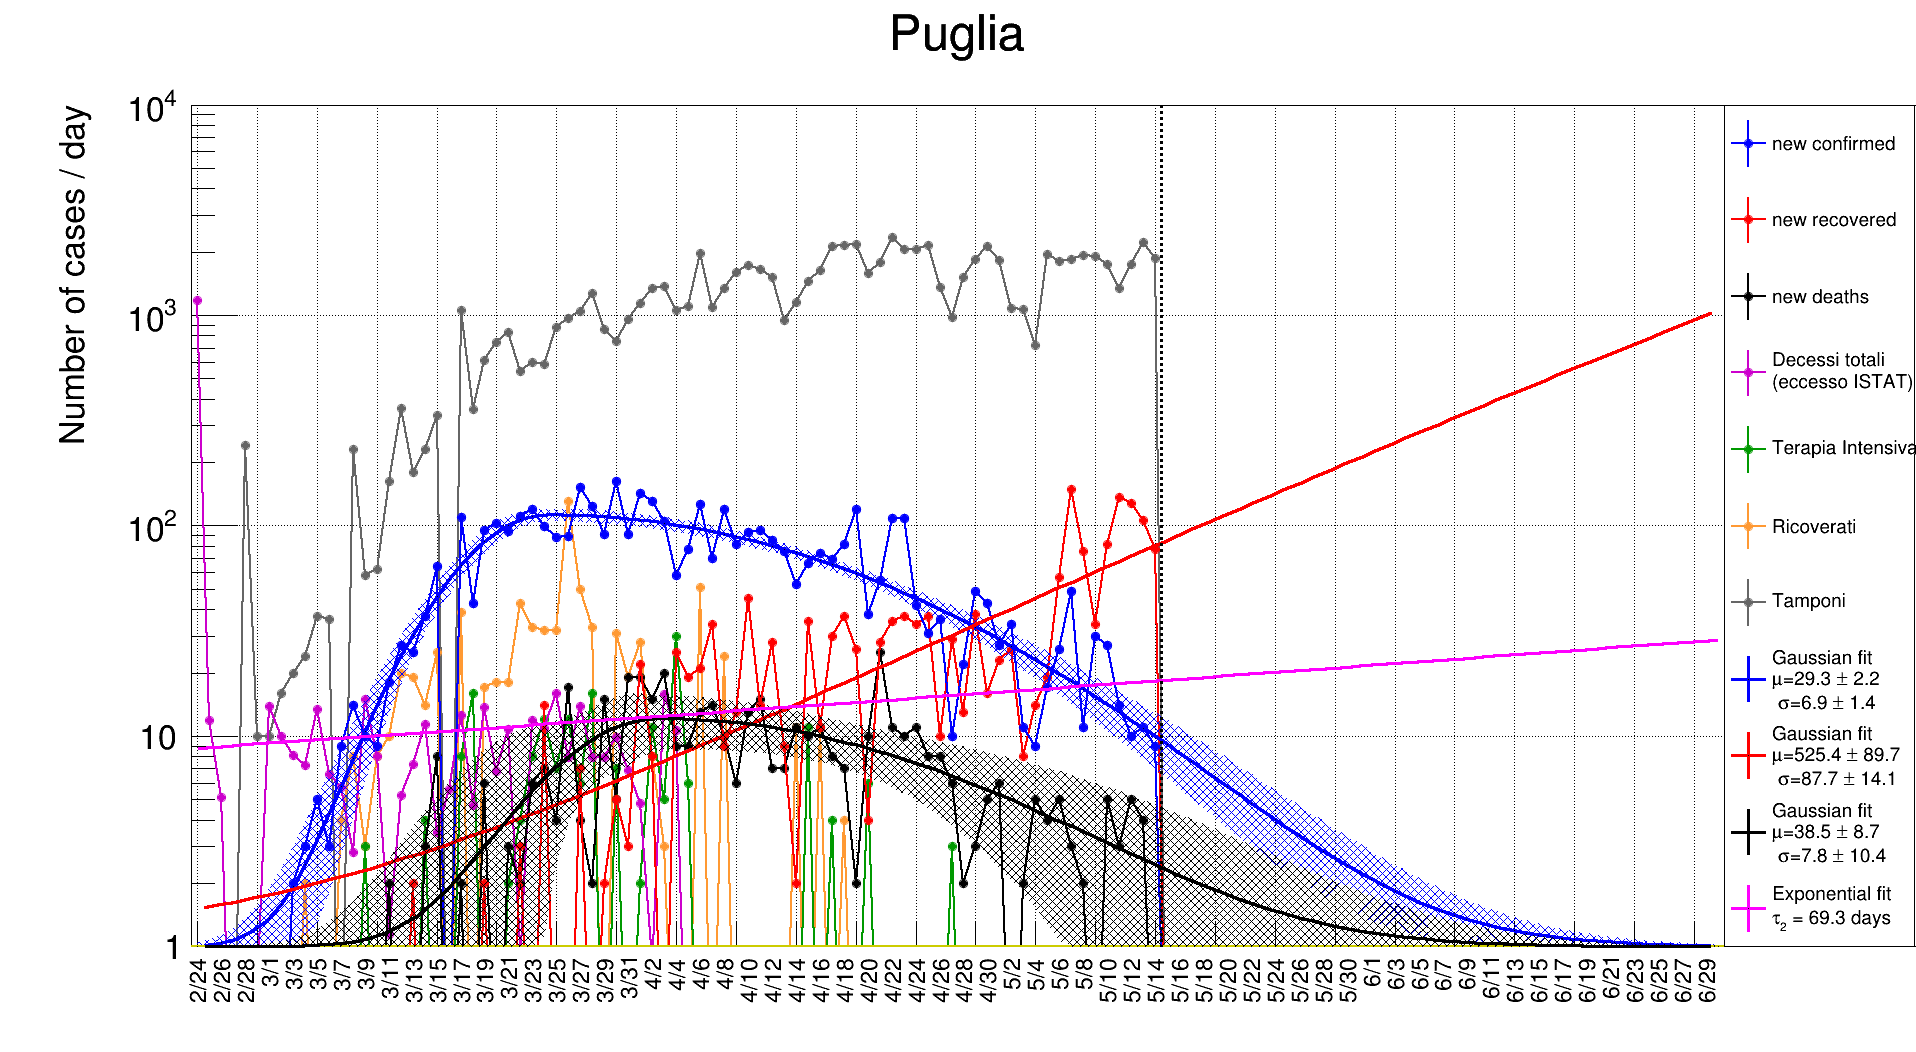 Puglia
Number of cases / day
10^4
10^3
10^2
10
1
2/24 2/26 2/28 3/1 3/3 3/5 3/7 3/9 3/11 3/13 3/15 3/17 3/19 3/21 3/23 3/25 3/27 3/29 3/31 4/2 4/4 4/6 4/8 4/10 4/12 4/14 4/16 4/18 4/20 4/22 4/24 4/26 4/28 4/30 5/2 5/4 5/6 5/8 5/10 5/12 5/14 5/16 5/18 5/20 5/22 5/24 5/26 5/28 5/30 6/1 6/3 6/5 6/7 6/9 6/11 6/13 6/15 6/17 6/19 6/21 6/23 6/25 6/27 6/29
new confirmed
new recovered
new deaths
Decessi totali
(eccesso ISTAT)
Terapia Intensiva
Ricoverati
Tamponi
Gaussian fit
μ=29.3 ± 2.2
σ=6.9 ± 1.4
Gaussian fit
μ=525.4 ± 89.7
σ=87.7 ± 14.1
Gaussian fit
μ=38.5 ± 8.7
σ=7.8 ± 10.4
Exponential fit
τ₂ = 69.3 days